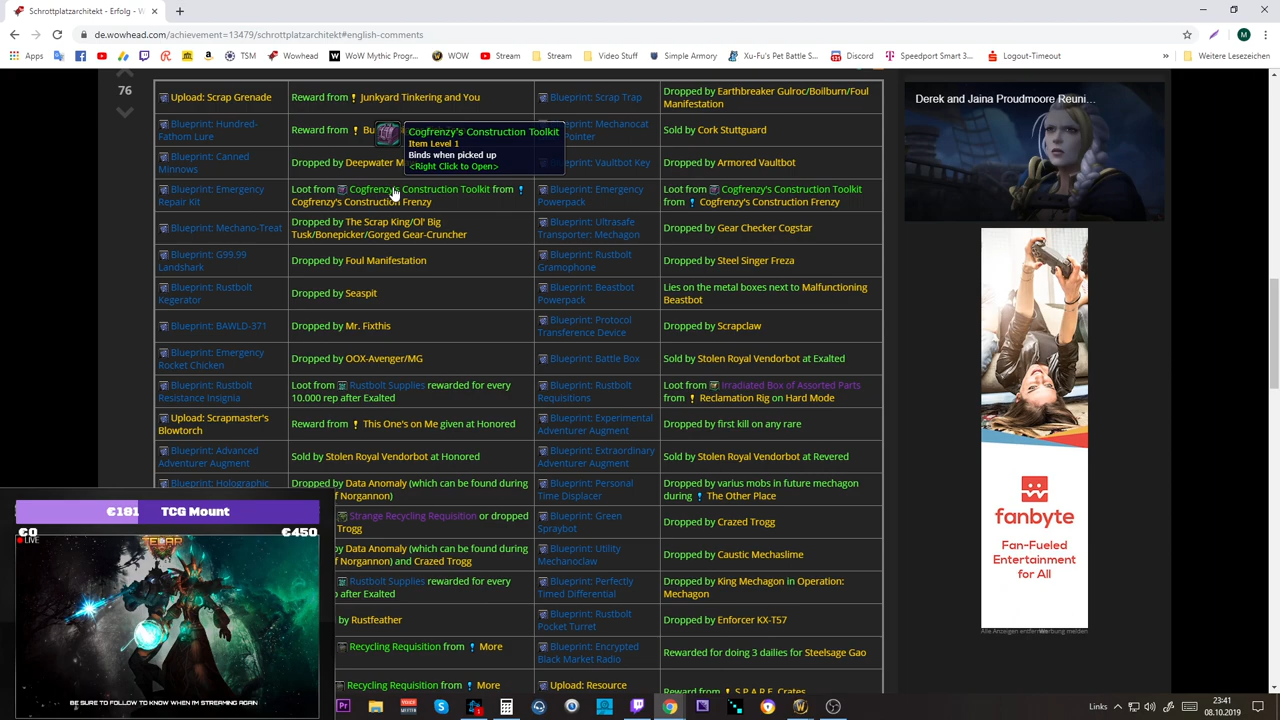 Schrottplatzarchitekt - Erfolg -
de.wowhead.com/achievement=13479/schrottplatzarchitekt#english-comments
Apps
TSM
WoW Mythic Progr...
WOW
Stream
Stream
Video Stuff
Simple Armory
Xu-Fu's Pet Battle S...
Discord
Speedport Smart 3...
Logout-Timeout
»
Weitere Lesezeichen
76
Upload: Scrap Grenade
Reward from Junkyard Tinkering and You
Blueprint: Scrap Trap
Dropped by Earthbreaker Gulroc/Boilburn/Foul
Manifestation
Blueprint: Hundred-
Fathom Lure
Reward from Bu
Mechanocat
Pointer
Sold by Cork Stuttguard
Cogfrenzy's Construction Toolkit
Item Level 1
Binds when picked up
<Right Click to Open>
Blueprint: Canned
Minnows
Dropped by Deepwater M
Vaultbot Key
Dropped by Armored Vaultbot
Blueprint: Emergency
Repair Kit
Loot from Cogfrenzy's Construction Toolkit from
Cogfrenzy's Construction Frenzy
Blueprint: Emergency
Powerpack
Loot from Cogfrenzy's Construction Toolkit
from Cogfrenzy's Construction Frenzy
Blueprint: Mechano-Treat
Dropped by The Scrap King/Ol' Big
Tusk/Bonepicker/Gorged Gear-Cruncher
Blueprint: Ultrasafe
Transporter: Mechagon
Dropped by Gear Checker Cogstar
Blueprint: G99.99
Landshark
Dropped by Foul Manifestation
Blueprint: Rustbolt
Gramophone
Dropped by Steel Singer Freza
Blueprint: Rustbolt
Kegerator
Dropped by Seaspit
Blueprint: Beastbot
Powerpack
Lies on the metal boxes next to Malfunctioning
Beastbot
Blueprint: BAWLD-371
Dropped by Mr. Fixthis
Blueprint: Protocol
Transference Device
Dropped by Scrapclaw
Blueprint: Emergency
Rocket Chicken
Dropped by OOX-Avenger/MG
Blueprint: Battle Box
Sold by Stolen Royal Vendorbot at Exalted
Blueprint: Rustbolt
Resistance Insignia
Loot from Rustbolt Supplies rewarded for every
10.000 rep after Exalted
Blueprint: Rustbolt
Requisitions
Loot from Irradiated Box of Assorted Parts
from Reclamation Rig on Hard Mode
Upload: Scrapmaster's
Blowtorch
Reward from This One's on Me given at Honored
Blueprint: Experimental
Adventurer Augment
Dropped by first kill on any rare
Blueprint: Advanced
Adventurer Augment
Sold by Stolen Royal Vendorbot at Honored
Blueprint: Extraordinary
Adventurer Augment
Sold by Stolen Royal Vendorbot at Revered
Blueprint: Holographic
Dropped by Data Anomaly (which can be found during
f Norgannon)
Blueprint: Personal
Time Displacer
Dropped by varius mobs in future mechagon
during The Other Place
Strange Recycling Requisition or dropped
Trogg
Blueprint: Green
Spraybot
Dropped by Crazed Trogg
by Data Anomaly (which can be found during
f Norgannon) and Crazed Trogg
Blueprint: Utility
Mechanoclaw
Dropped by Caustic Mechaslime
Rustbolt Supplies rewarded for every
after Exalted
Blueprint: Perfectly
Timed Differential
Dropped by King Mechagon in Operation:
Mechagon
by Rustfeather
Blueprint: Rustbolt
Pocket Turret
Dropped by Enforcer KX-T57
Recycling Requisition from More
Blueprint: Encrypted
Black Market Radio
Rewarded for doing 3 dailies for Steelsage Gao
Recycling Requisition from More
Upload: Resource
Reward from S.P.A.R.E. Crates
Derek and Jaina Proudmoore Reuni...
fanbyte
Fan-Fueled
Entertainment
for All
Werbung melden
€181
TCG Mount
€0
€450
LIVE
BE SURE TO FOLLOW TO KNOW WHEN I'M STREAMING AGAIN
Links
23:41
08.10.2019